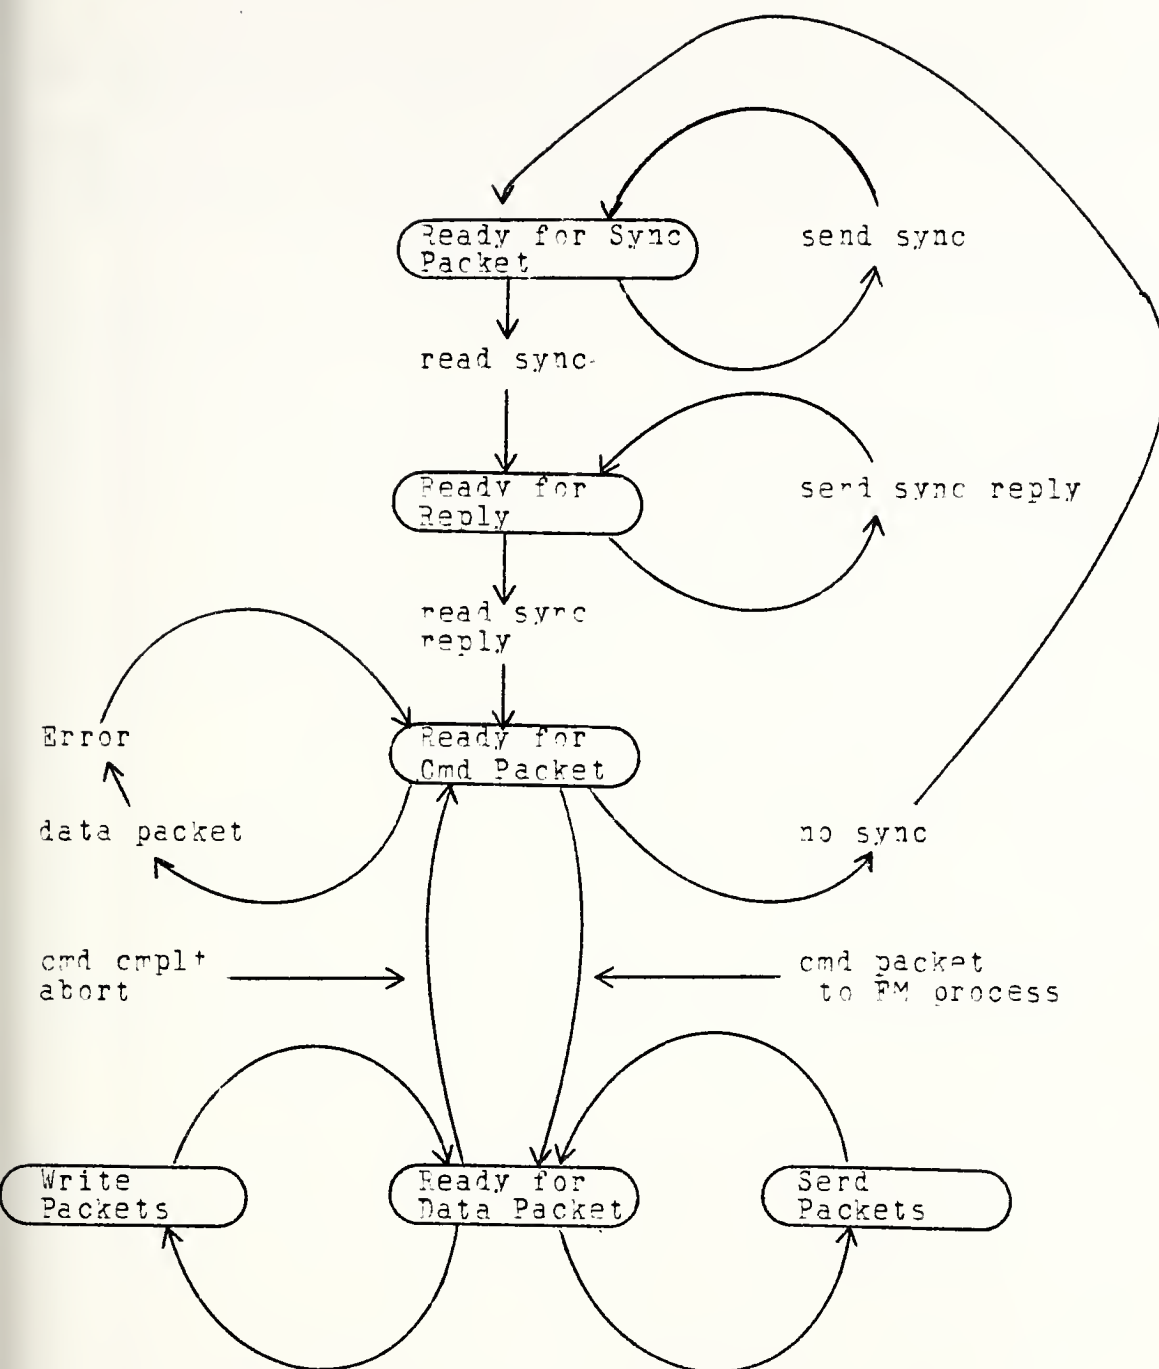 Ready for Sync
Packet
send sync
read sync
Ready for
Reply
send sync reply
read sync
reply
Error
Ready for
Cmd Packet
data packet
no sync
cmd cmplt
abort
cmd packet
to FM process
Write
Packets
Ready for
Data Packet
Send
Packets